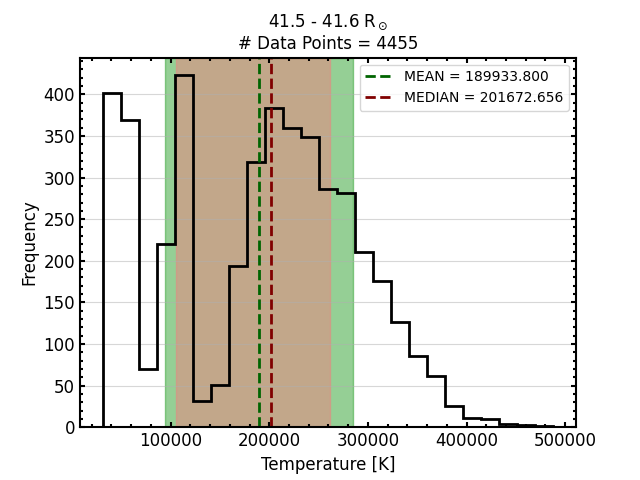 41.5 - 41.6 R⊙
# Data Points = 4455
MEAN = 189933.800
MEDIAN = 201672.656
Frequency
400
350
300
250
200
150
100
50
0
100000 200000 300000 400000 500000
Temperature [K]